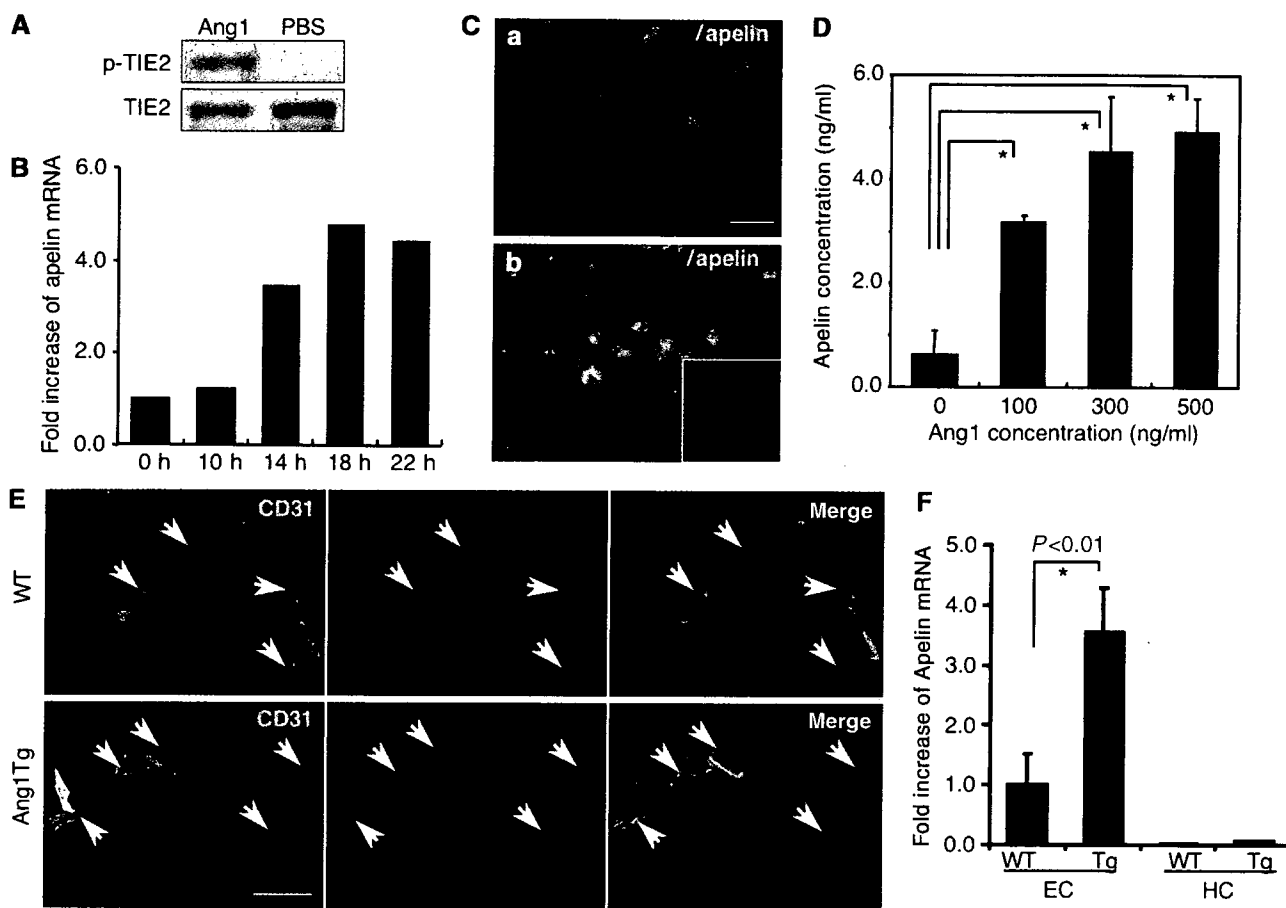 A
Ang1 PBS
p-TIE2
TIE2
B
Fold increase of apelin mRNA
6.0
4.0
2.0
0.0
0 h 10 h 14 h 18 h 22 h
C
a
/apelin
b
/apelin
D
Apelin concentration (ng/ml)
6.0
4.0
2.0
0.0
*
*
*
0 100 300 500
Ang1 concentration (ng/ml)
E
WT
CD31
Merge
Ang1Tg
CD31
Merge
F
Fold increase of Apelin mRNA
5.0
4.0
3.0
2.0
1.0
0.0
P<0.01
*
WT Tg WT Tg
EC HC